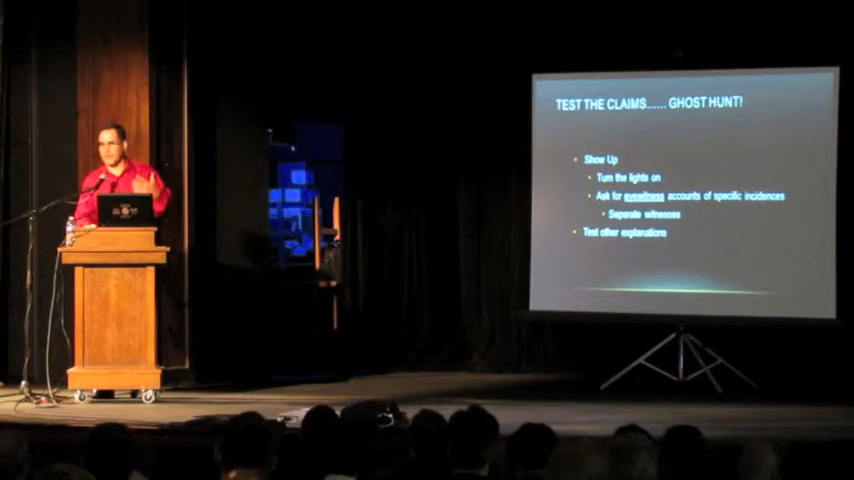 TEST THE CLAIMS...... GHOST HUNT!
Show Up
Turn the lights on
Ask for eyewitness accounts of specific incidences
Separate witnesses
Test other explanations